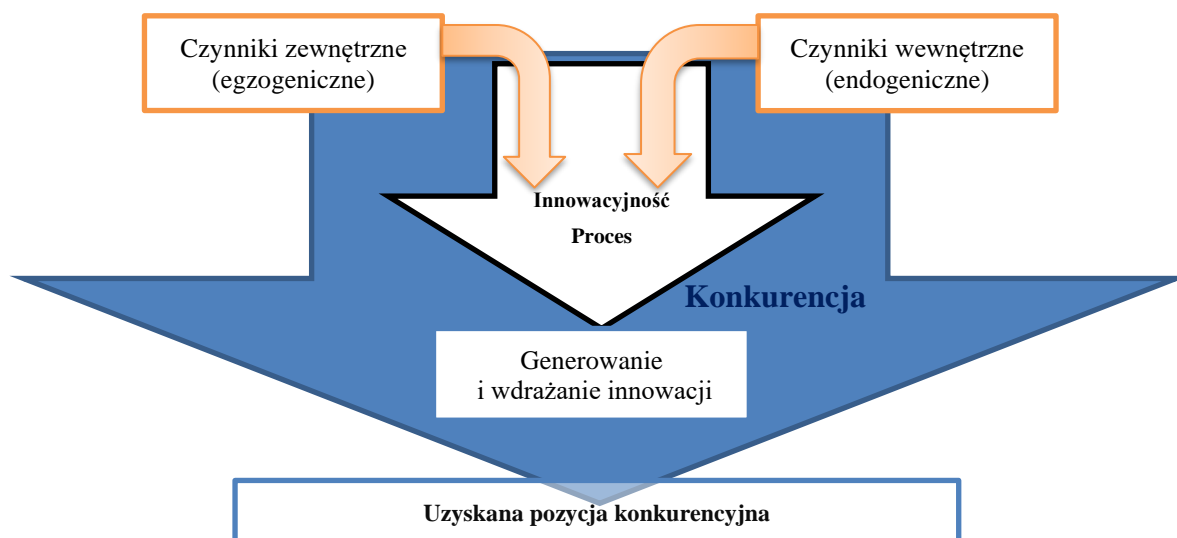 Czynniki zewnętrzne
(egzogeniczne)
Czynniki wewnętrzne
(endogeniczne)
Innowacyjność
Proces
Konkurencja
Generowanie
i wdrażanie innowacji
Uzyskana pozycja konkurencyjna